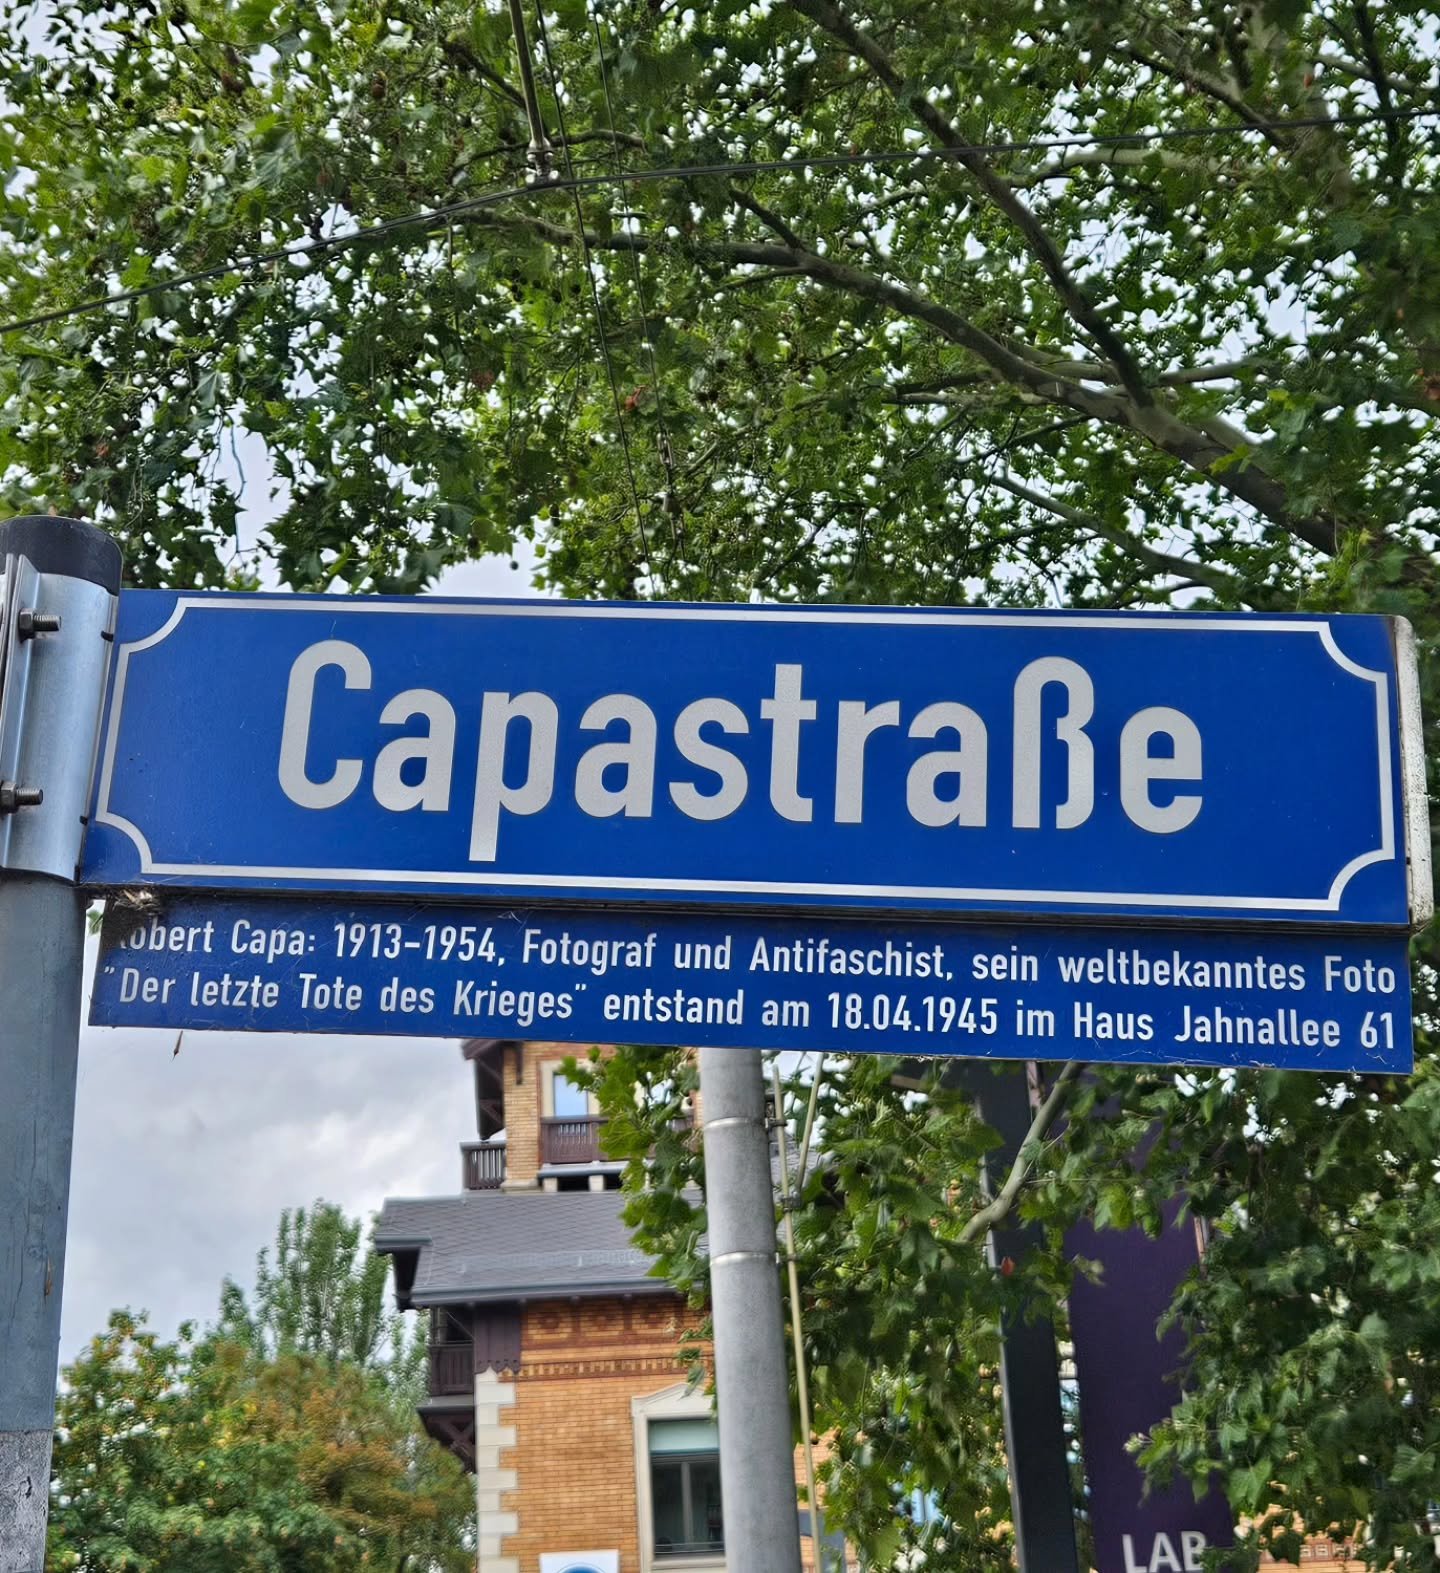 Capastraße
Robert Capa: 1913-1954, Fotograf und Antifaschist, sein weltbekanntes Foto
"Der letzte Tote des Krieges" entstand am 18.04.1945 im Haus Jahnallee 61
LAB